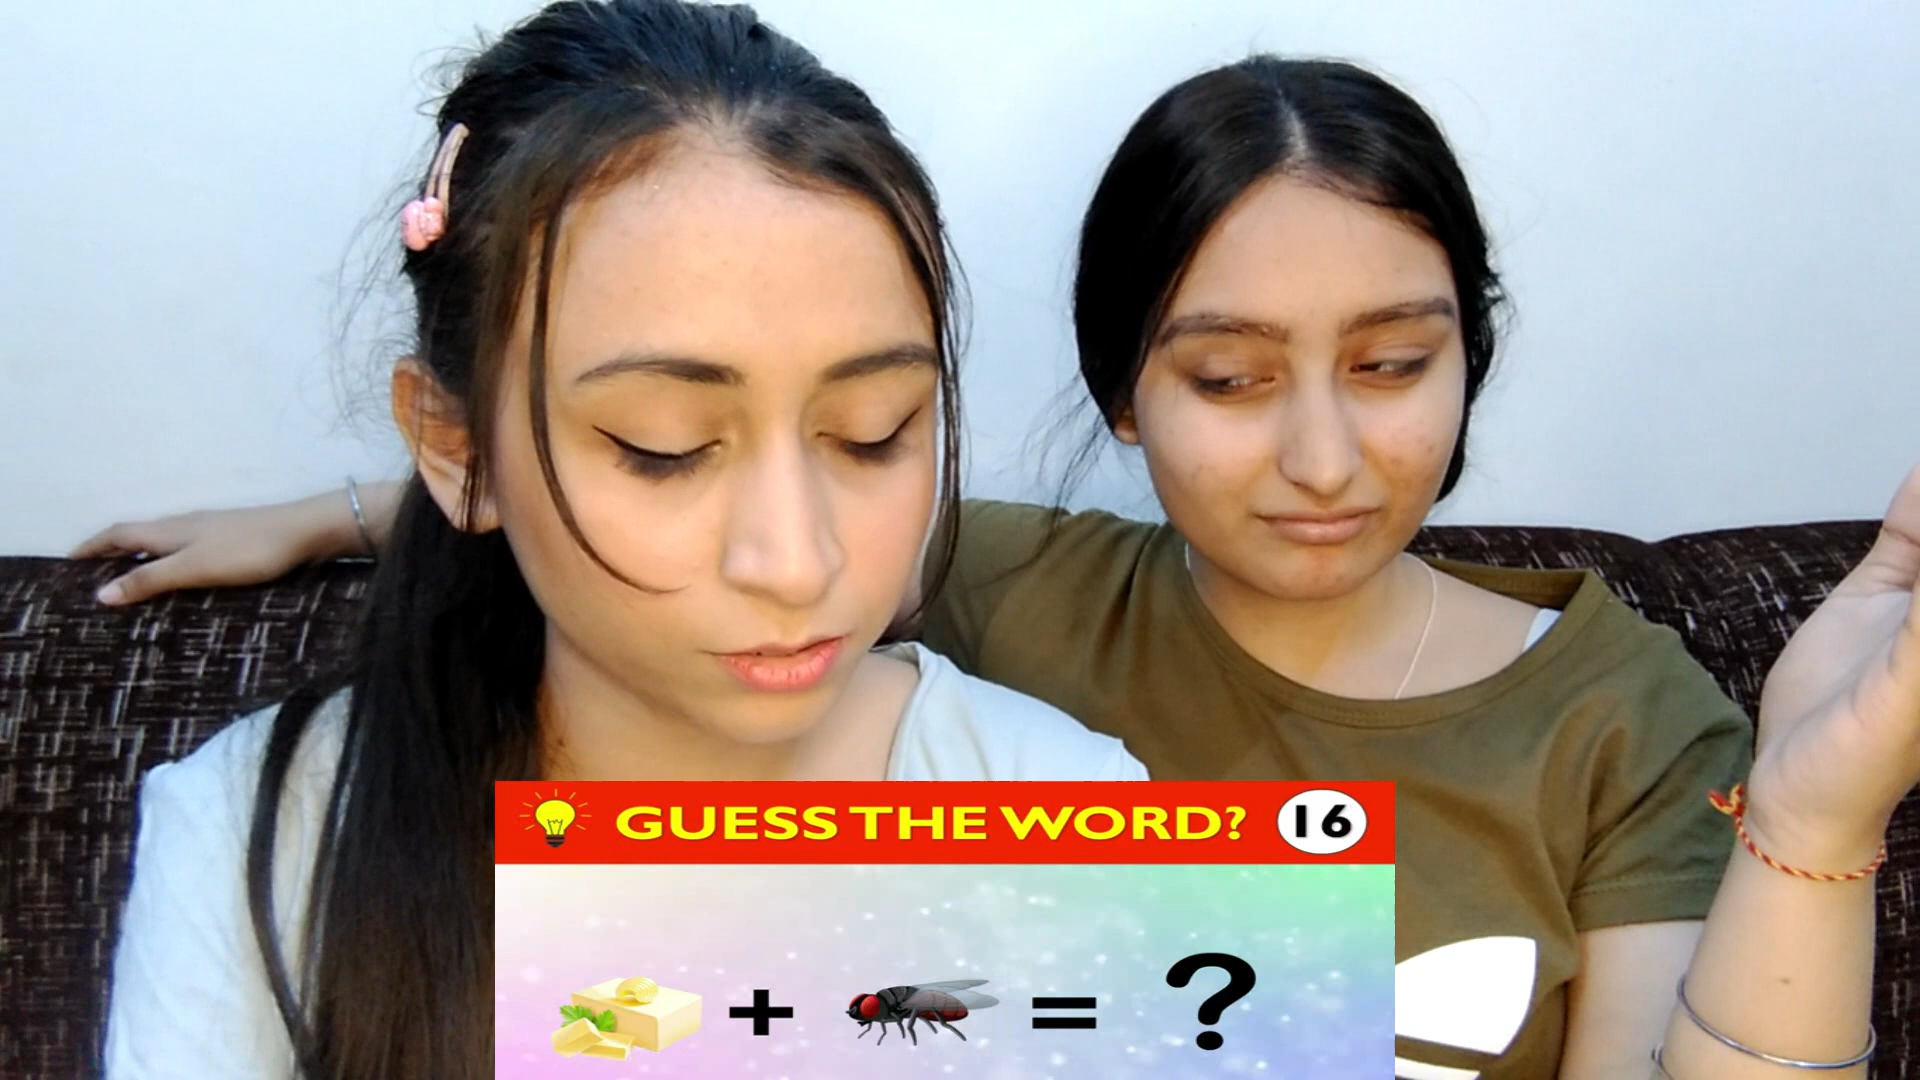 GUESS THE WORD? 16
+ = ?